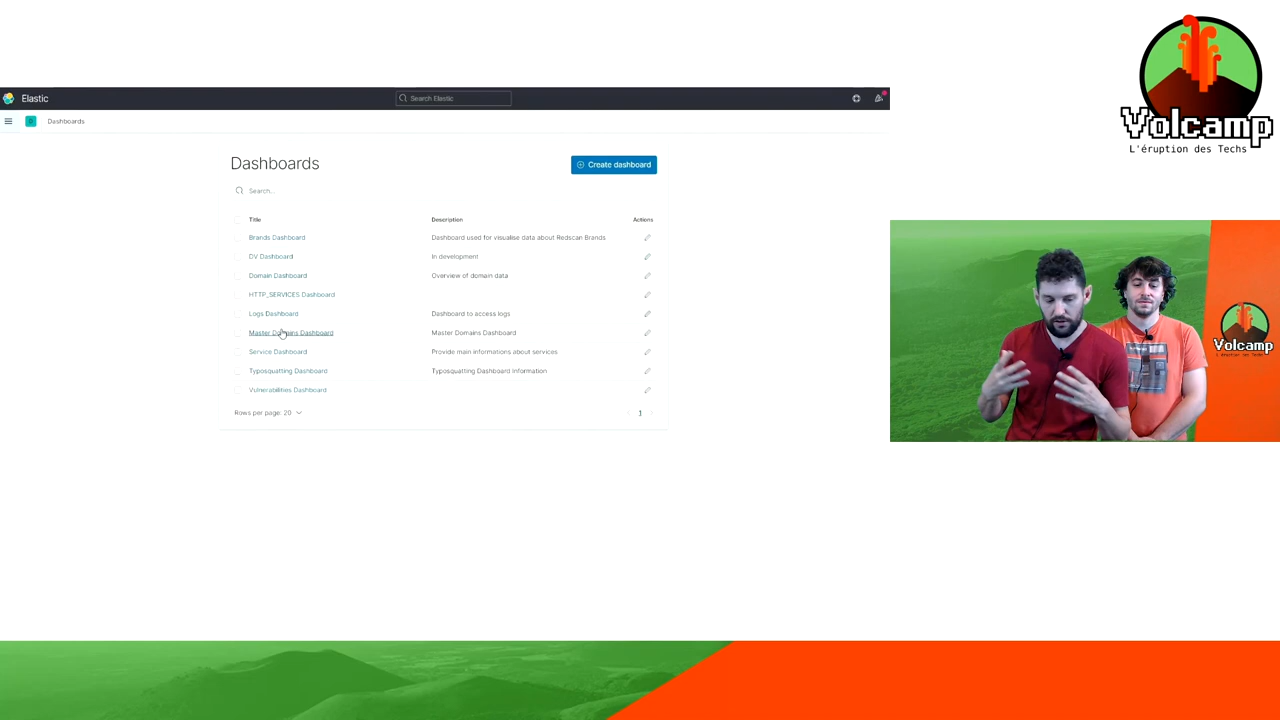 Elastic
Search Elastic
D Dashboards
Dashboards
Create dashboard
Search...
Title Description Actions
Brands Dashboard Dashboard used for visualise data about Redscan Brands
DV Dashboard In development
Domain Dashboard Overview of domain data
HTTP_SERVICES Dashboard
Logs Dashboard Dashboard to access logs
Master Domains Dashboard Master Domains Dashboard
Service Dashboard Provide main informations about services
Typosquatting Dashboard Typosquatting Dashboard Information
Vulnerabilities Dashboard
Rows per page: 20
1
Volcamp
L'éruption des Techs
Volcamp
L'éruption des Techs